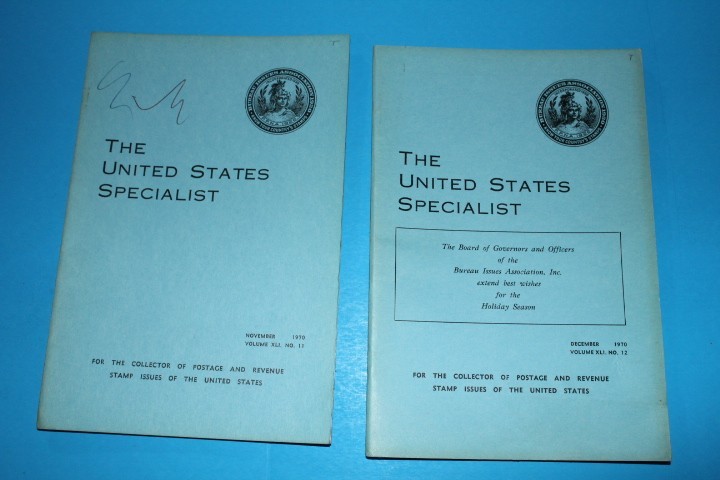 THE
UNITED STATES
SPECIALIST
NOVEMBER 1970
VOLUME XLI, NO. 11
FOR THE COLLECTOR OF POSTAGE AND REVENUE
STAMP ISSUES OF THE UNITED STATES
THE
UNITED STATES
SPECIALIST
The Board of Governors and Officers
of the
Bureau Issues Association, Inc.
extend best wishes
for the
Holiday Season
DECEMBER 1970
VOLUME XLI, NO. 12
FOR THE COLLECTOR OF POSTAGE AND REVENUE
STAMP ISSUES OF THE UNITED STATES